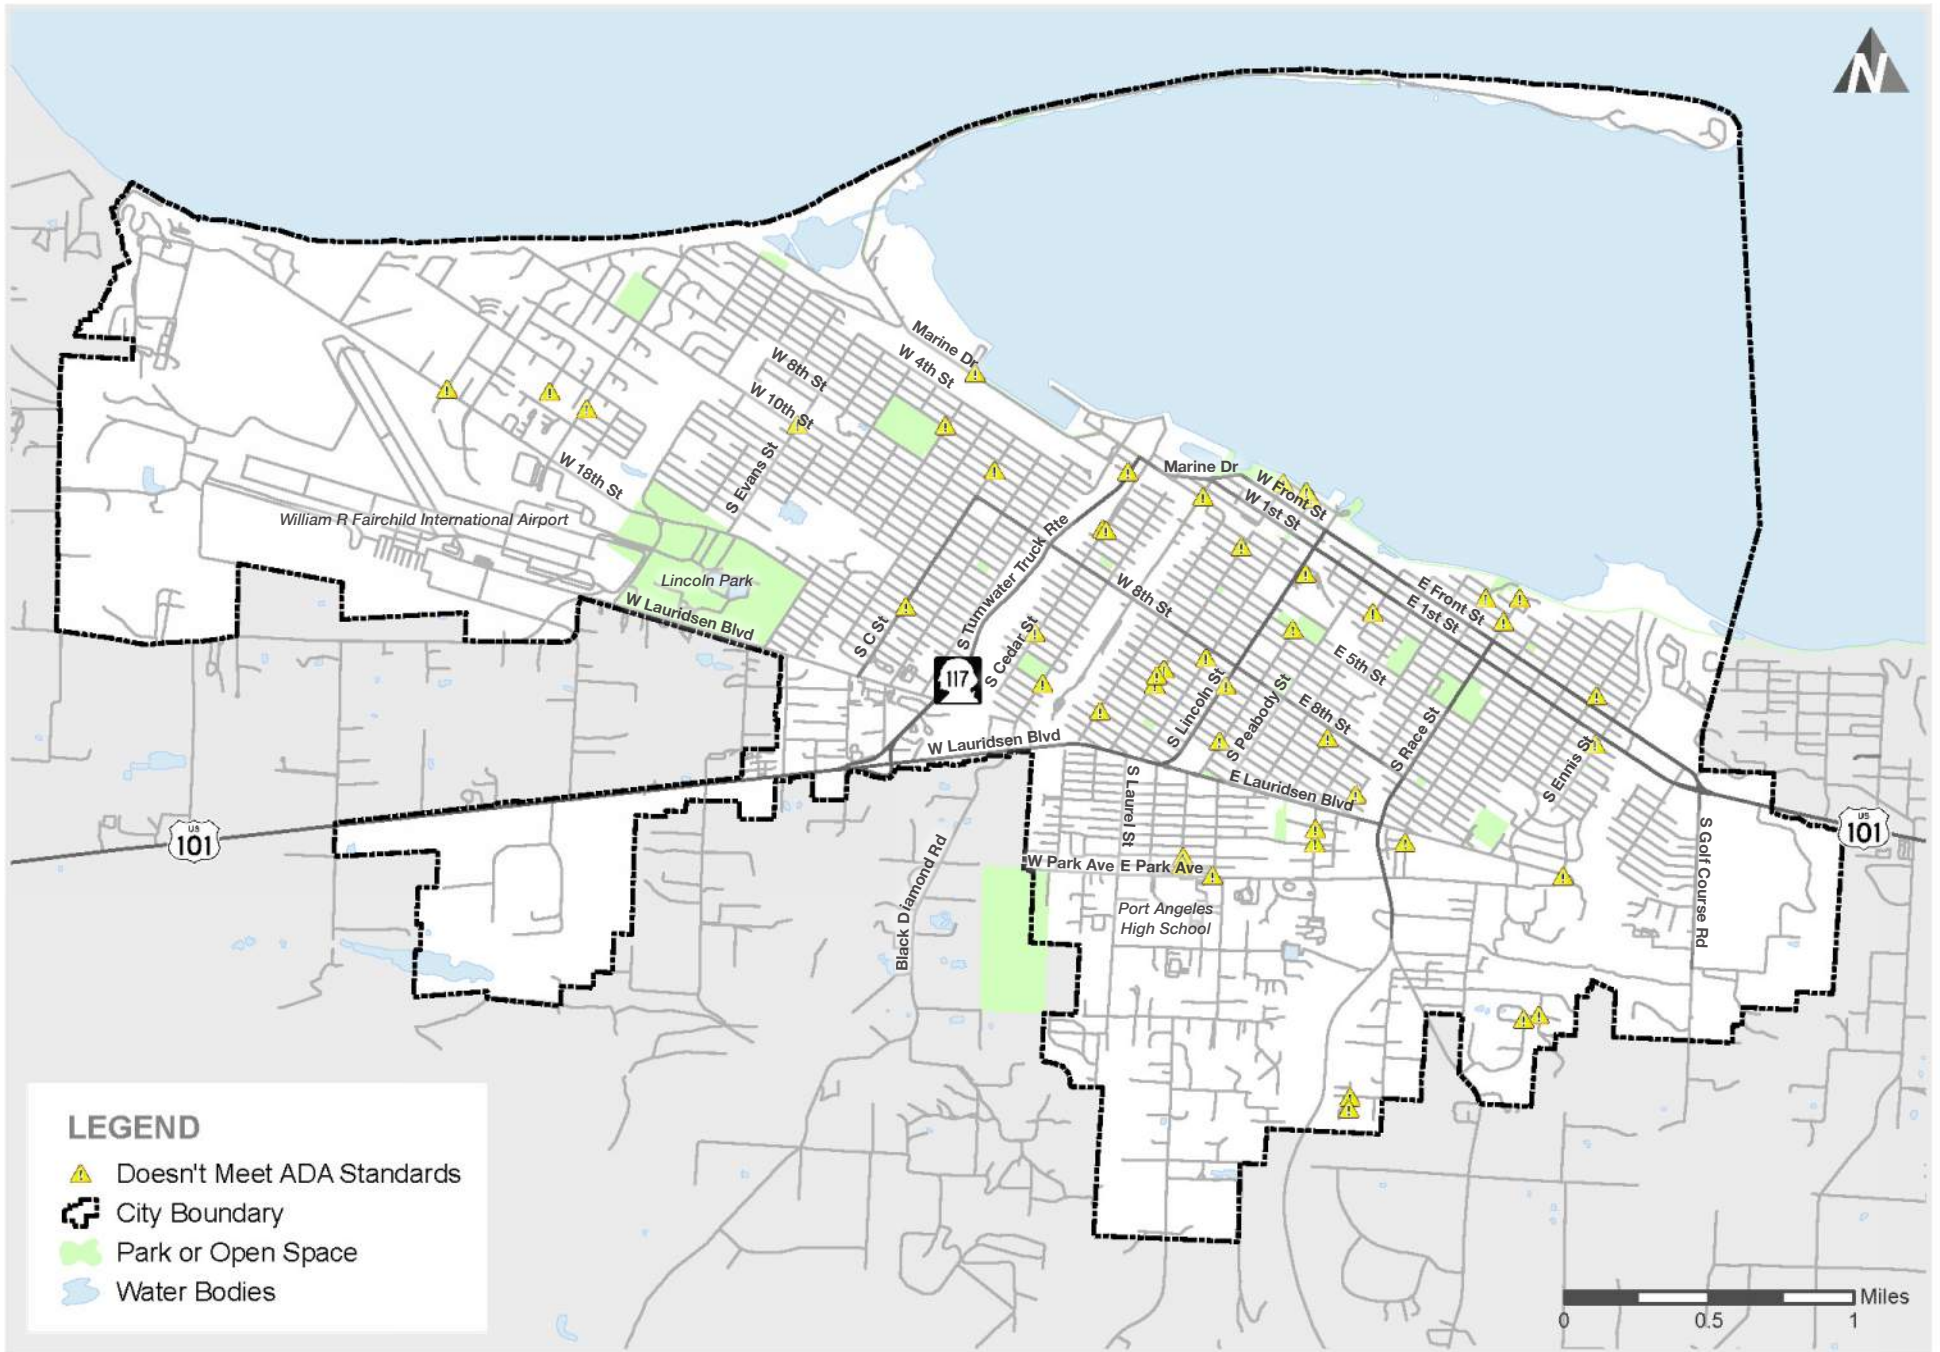 N
Marine Dr
W 4th St
W 8th St
W 10th St
W 18th St
S Evans St
William R Fairchild International Airport
Marine Dr
W Front St
W 1st St
Lincoln Park
W Lauridsen Blvd
S C St
S Tumwater Truck Rte
S Cedar St
W 8th St
E Front St
E 1st St
E 5th St
117
S Lincoln St
S Peabody St
E 8th St
S Race St
S Ennis St
W Lauridsen Blvd
E Lauridsen Blvd
S Laurel St
US
101
US
101
S Golf Course Rd
Black Diamond Rd
W Park Ave E Park Ave
Port Angeles
High School
LEGEND
Doesn't Meet ADA Standards
City Boundary
Park or Open Space
Water Bodies
Miles
0 0.5 1